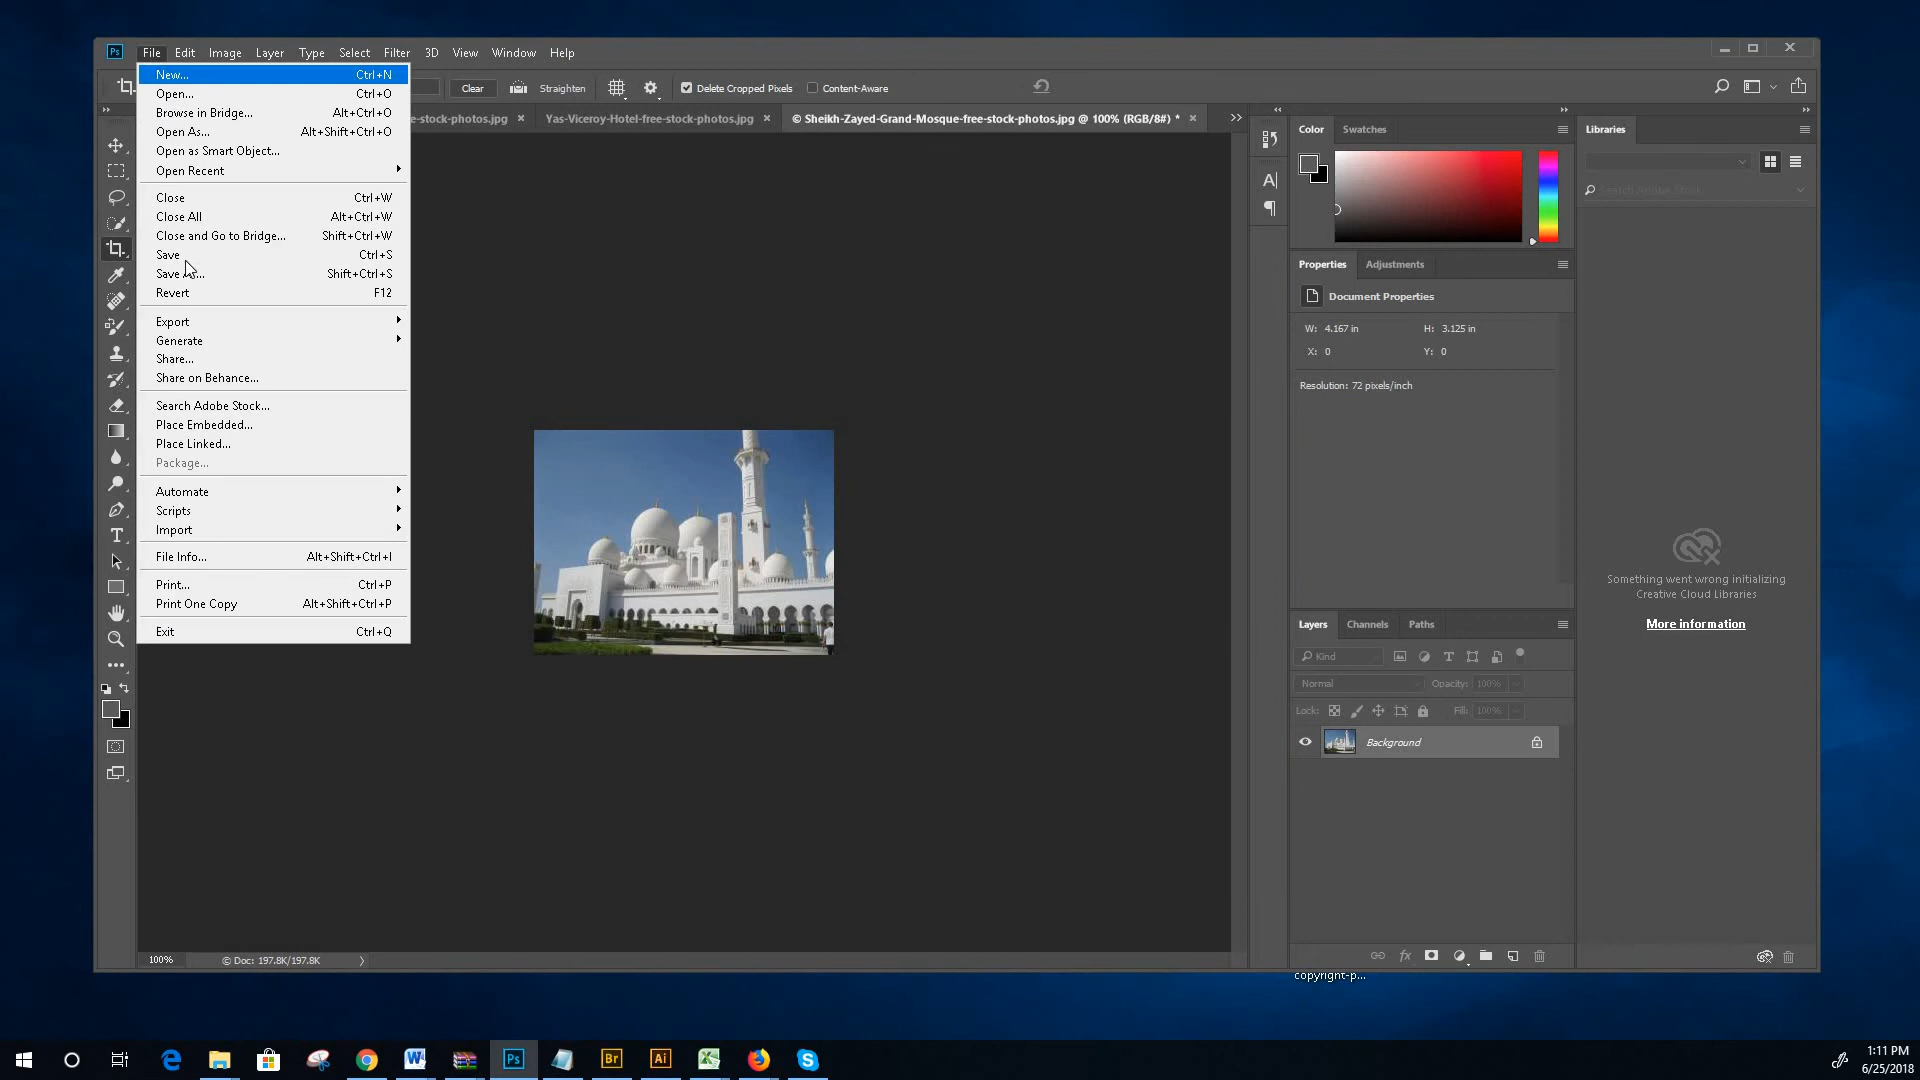 Ps File Edit Image Layer Type Select Filter 3D View Window Help
Clear Straighten Delete Cropped Pixels Content-Aware
e-stock-photos.jpg × Yas-Viceroy-Hotel-free-stock-photos.jpg × © Sheikh-Zayed-Grand-Mosque-free-stock-photos.jpg @ 100% (RGB/8#) * ×
New... Ctrl+N
Open... Ctrl+O
Browse in Bridge... Alt+Ctrl+O
Open As... Alt+Shift+Ctrl+O
Open as Smart Object...
Open Recent
Close Ctrl+W
Close All Alt+Ctrl+W
Close and Go to Bridge... Shift+Ctrl+W
Save Ctrl+S
Save ... Shift+Ctrl+S
Revert F12
Export
Generate
Share...
Share on Behance...
Search Adobe Stock...
Place Embedded...
Place Linked...
Package...
Automate
Scripts
Import
File Info... Alt+Shift+Ctrl+I
Print... Ctrl+P
Print One Copy Alt+Shift+Ctrl+P
Exit Ctrl+Q
100% © Doc: 197.8K/197.8K
Color Swatches
Properties Adjustments
Document Properties
W: 4.167 in H: 3.125 in
X: 0 Y: 0
Resolution: 72 pixels/inch
Layers Channels Paths
Kind
Normal Opacity: 100%
Lock: Fill: 100%
Background
fx
Libraries
Search Adobe Stock
Something went wrong initializing
Creative Cloud Libraries
More information
copyright-p...
Ps Br Ai
1:11 PM
6/25/2018